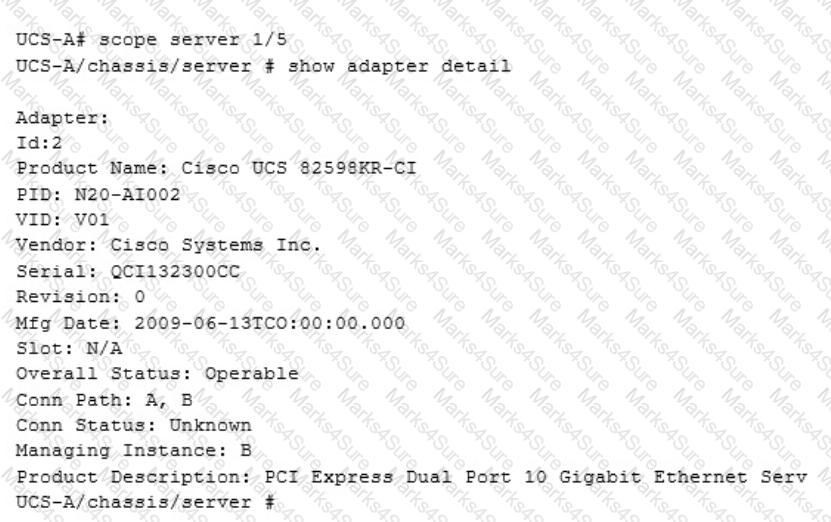 UCS-A# scope server 1/5
UCS-A/chassis/server # show adapter detail
Adapter:
Id:2
Product Name: Cisco UCS 82598KR-CI
PID: N20-AI002
VID: V01
Vendor: Cisco Systems Inc.
Serial: QCI132300CC
Revision: 0
Mfg Date: 2009-06-13TCO:00:00.000
Slot: N/A
Overall Status: Operable
Conn Path: A, B
Conn Status: Unknown
Managing Instance: B
Product Description: PCI Express Dual Port 10 Gigabit Ethernet Serv
UCS-A/chassis/server #
Marks4Sure